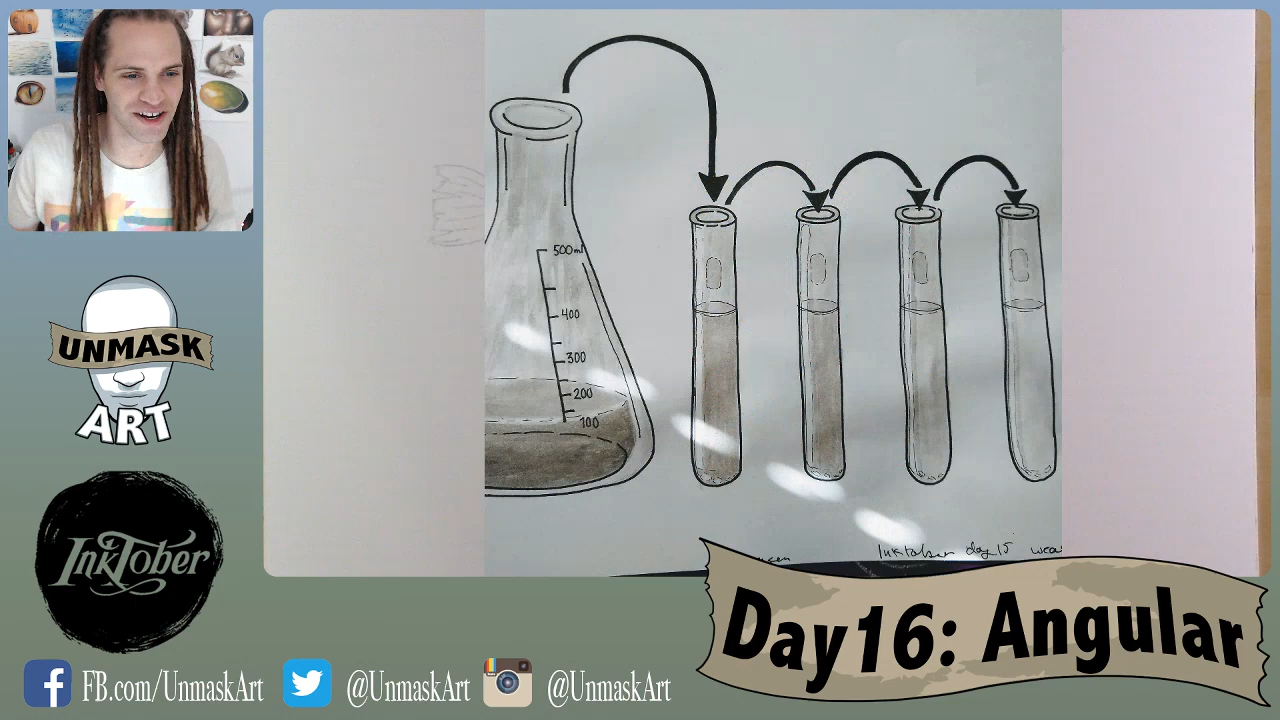 500ml
400
300
200
100
Inktober day 15
UNMASK
ART
INKTOBER
Day16: Angular
FB.com/UnmaskArt
@UnmaskArt
@UnmaskArt